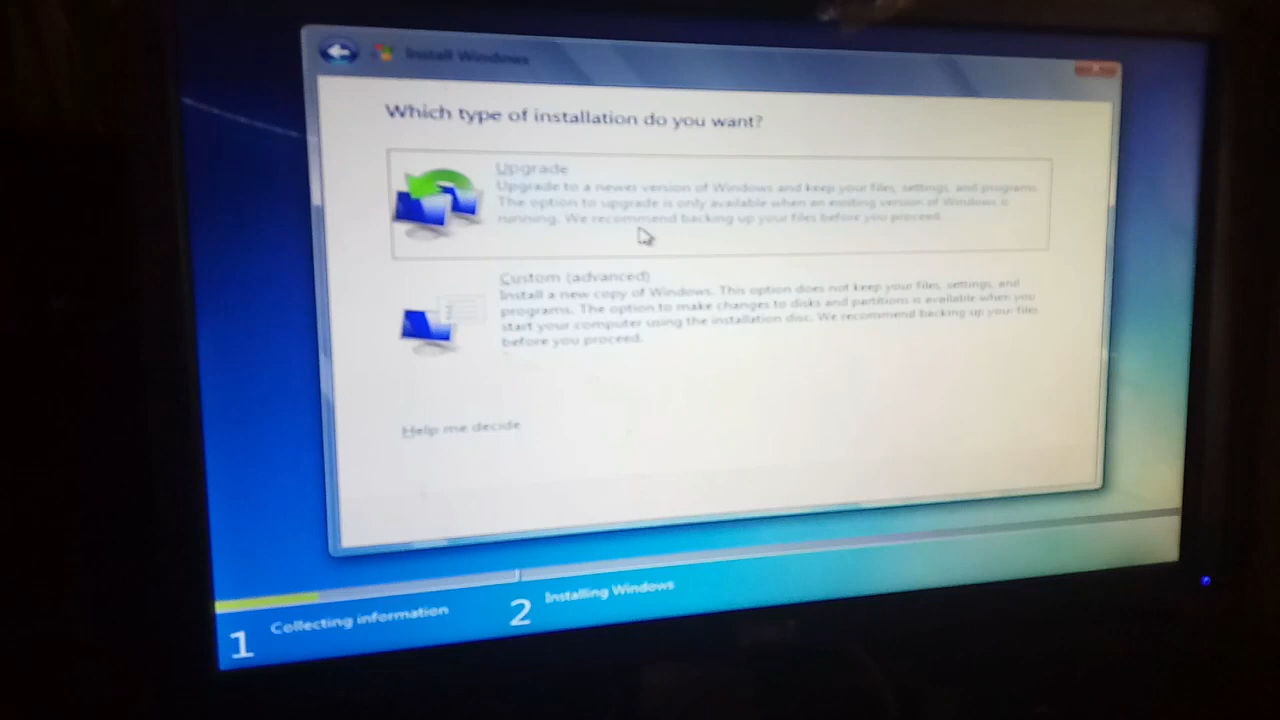 Install Windows
Which type of installation do you want?
Upgrade
Upgrade to a newer version of Windows and keep your files, settings, and programs.
The option to upgrade is only available when an existing version of Windows is
running. We recommend backing up your files before you proceed.
Custom (advanced)
Install a new copy of Windows. This option does not keep your files, settings, and
programs. The option to make changes to disks and partitions is available when you
start your computer using the installation disc. We recommend backing up your files
before you proceed.
Help me decide
1 Collecting information
2 Installing Windows